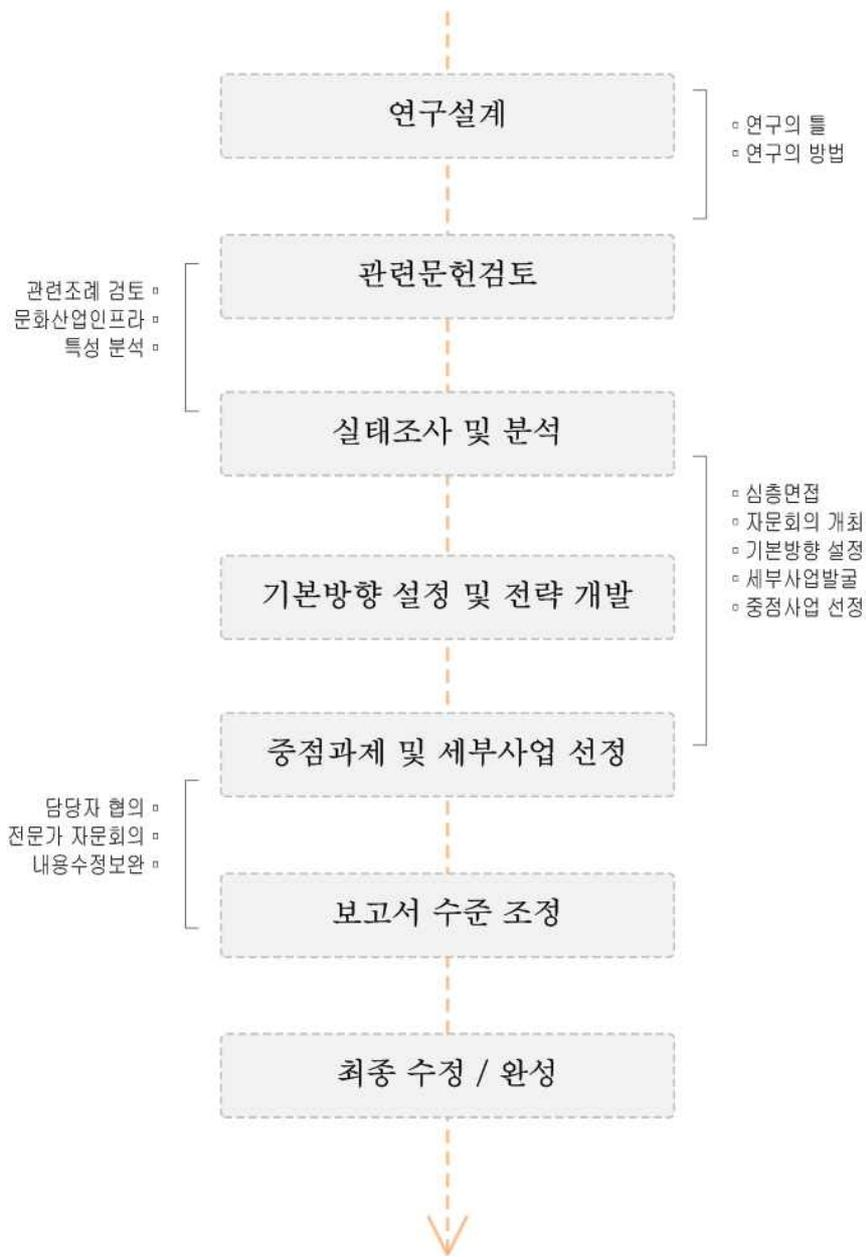 연구설계
▫ 연구의 틀
▫ 연구의 방법
관련문헌검토
관련조례 검토 ▫
문화산업인프라 ▫
특성 분석 ▫
실태조사 및 분석
▫ 심층면접
▫ 자문회의 개최
▫ 기본방향 설정
▫ 세부사업발굴
▫ 중점사업 선정
기본방향 설정 및 전략 개발
중점과제 및 세부사업 선정
담당자 협의 ▫
전문가 자문회의 ▫
내용수정보완 ▫
보고서 수준 조정
최종 수정 / 완성